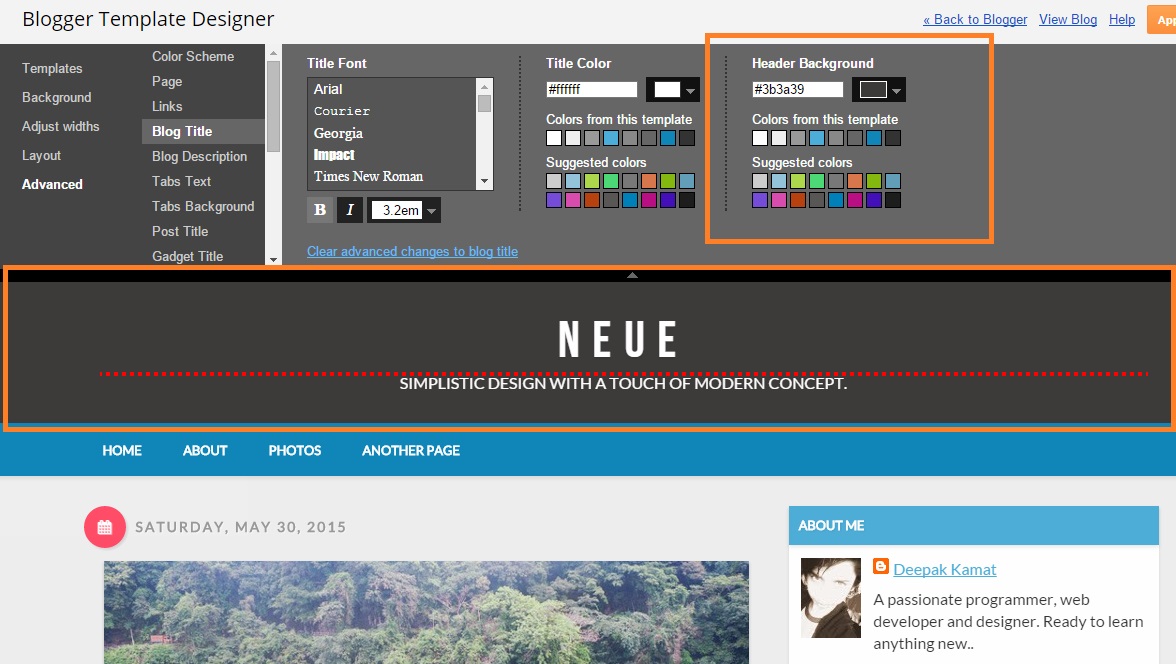 Blogger Template Designer
« Back to Blogger View Blog Help App
Templates
Background
Adjust widths
Layout
Advanced
Color Scheme
Page
Links
Blog Title
Blog Description
Tabs Text
Tabs Background
Post Title
Gadget Title
Title Font
Arial
Courier
Georgia
Impact
Times New Roman
B I 3.2em
Clear advanced changes to blog title
Title Color
#ffffff
Colors from this template
Suggested colors
Header Background
#3b3a39
Colors from this template
Suggested colors
NEUE
SIMPLISTIC DESIGN WITH A TOUCH OF MODERN CONCEPT.
HOME ABOUT PHOTOS ANOTHER PAGE
SATURDAY, MAY 30, 2015
ABOUT ME
Deepak Kamat
A passionate programmer, web
developer and designer. Ready to learn
anything new..